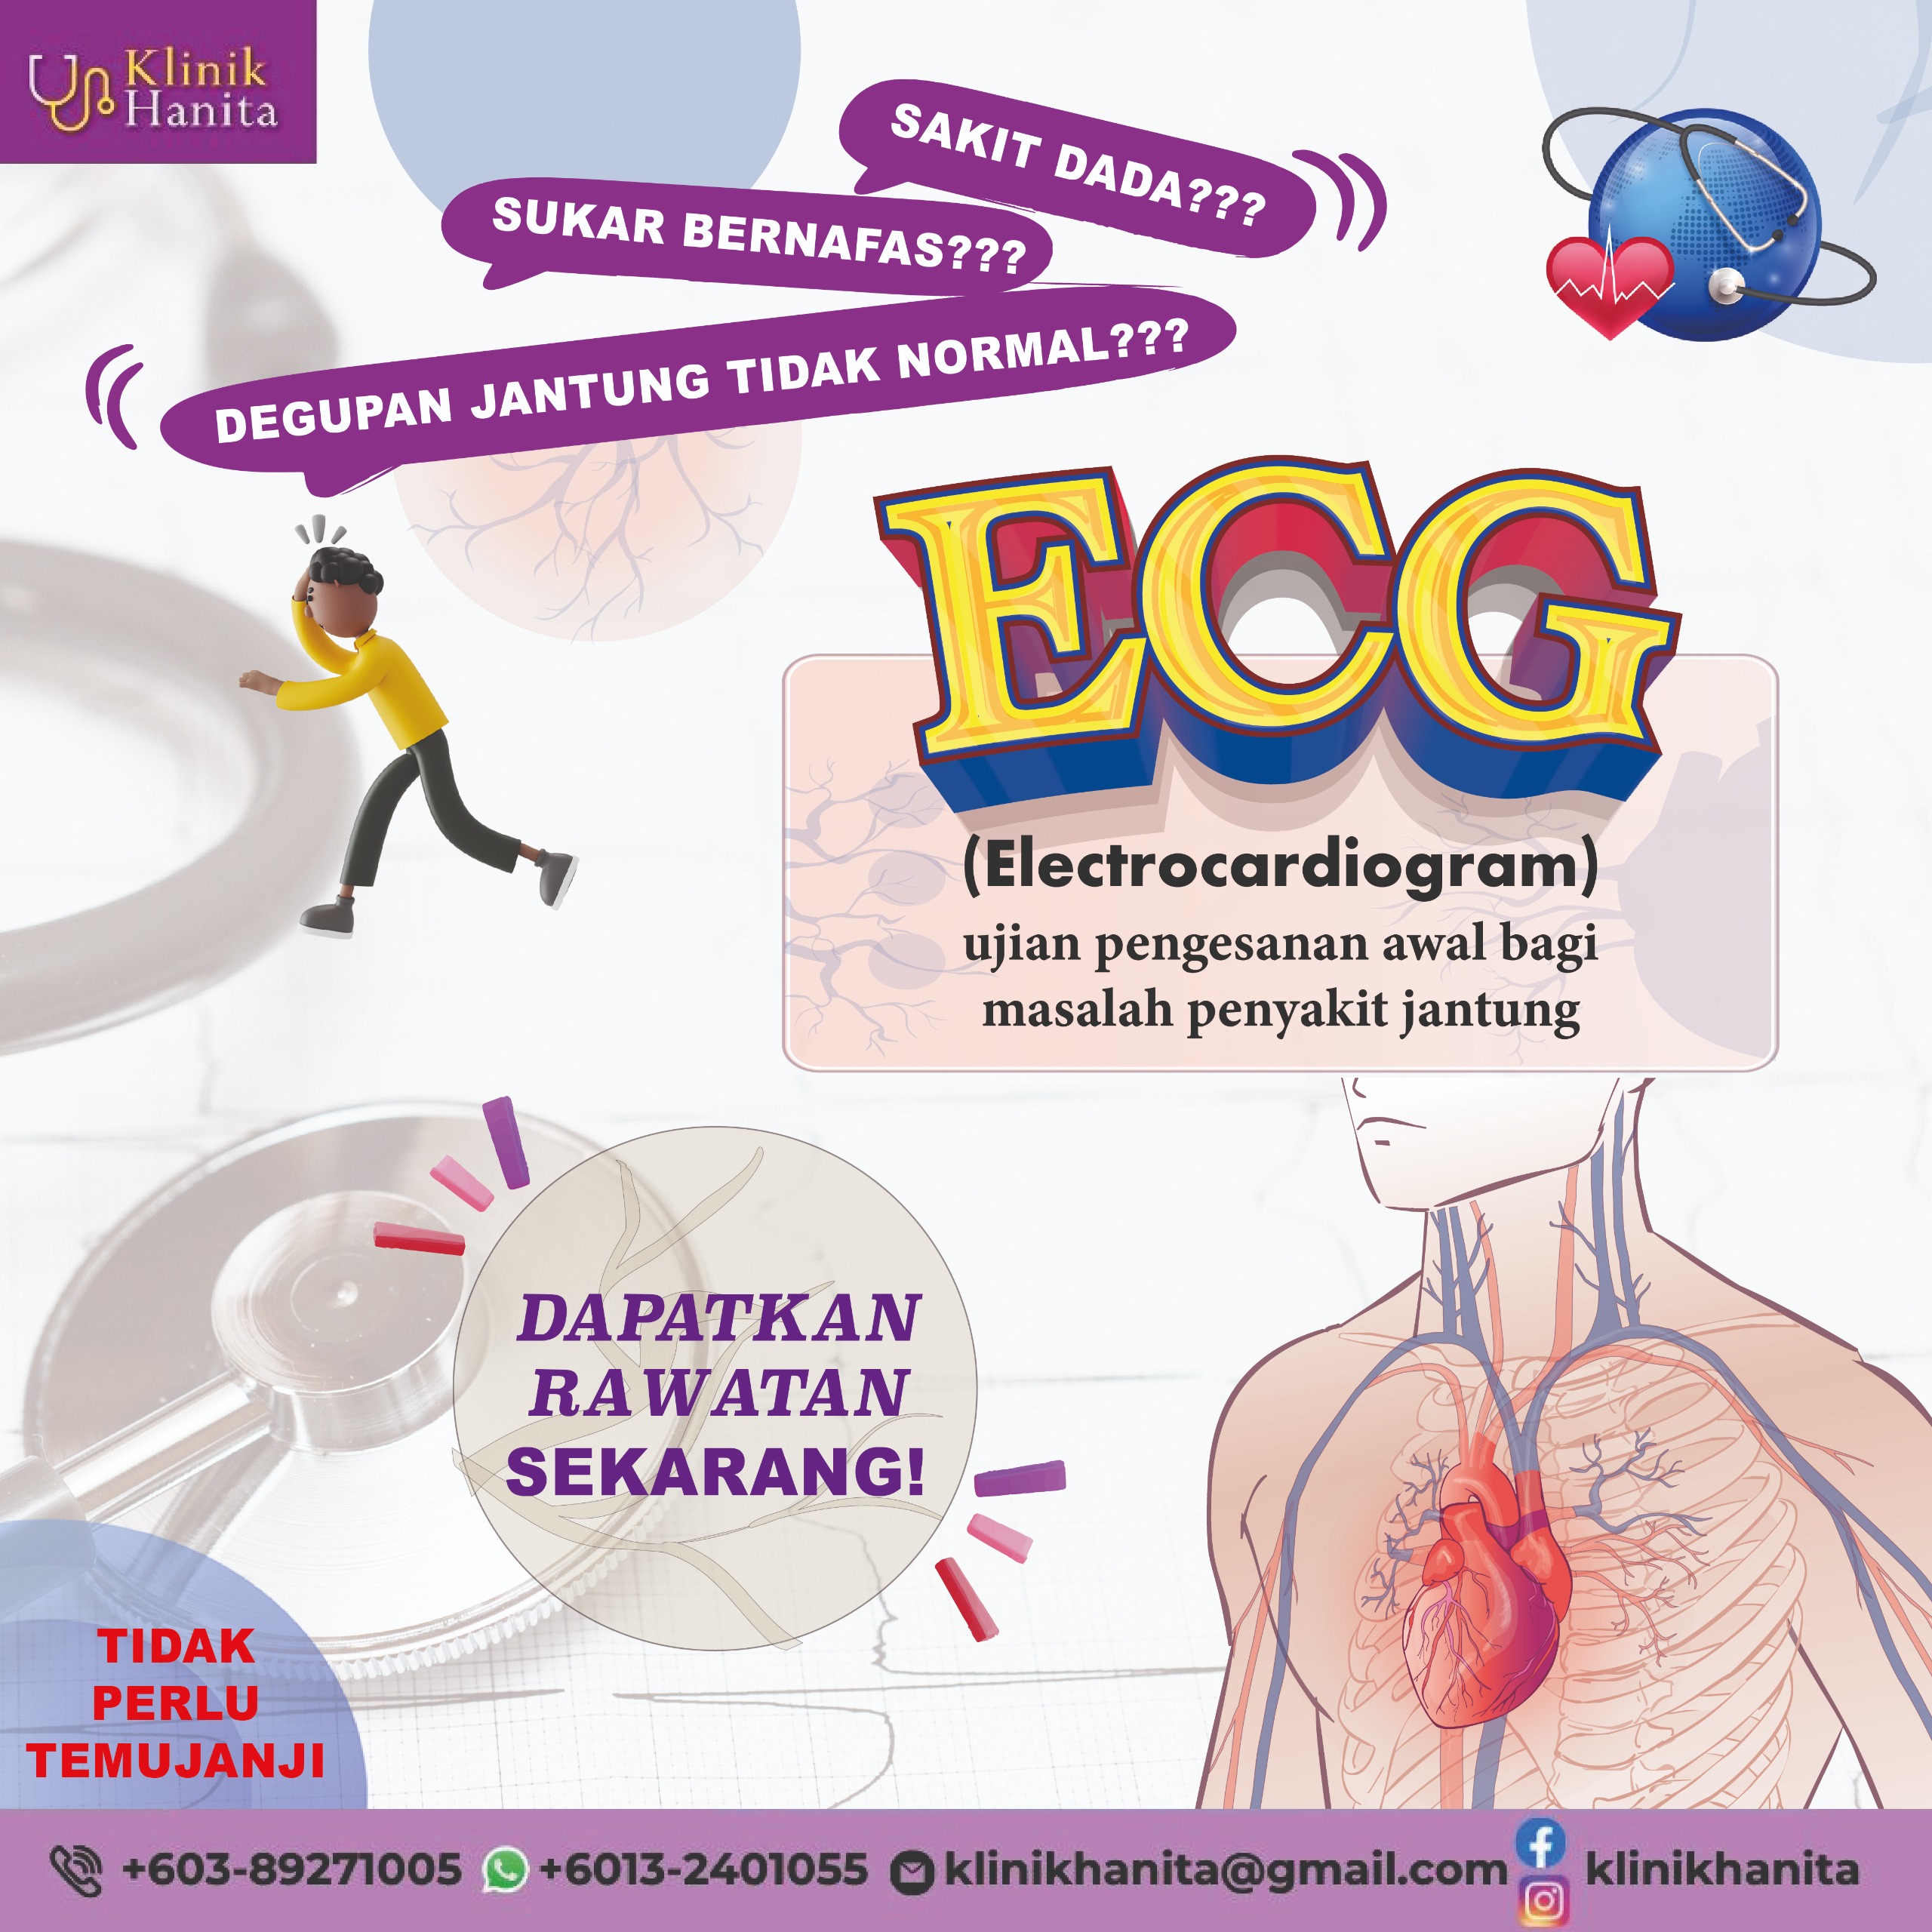 Klinik
Hanita
SAKIT DADA???
SUKAR BERNAFAS???
DEGUPAN JANTUNG TIDAK NORMAL???
ECG
(Electrocardiogram)
ujian pengesanan awal bagi
masalah penyakit jantung
DAPATKAN
RAWATAN
SEKARANG!
TIDAK
PERLU
TEMUJANJI
+603-89271005 +6013-2401055 klinikhanita@gmail.com klinikhanita